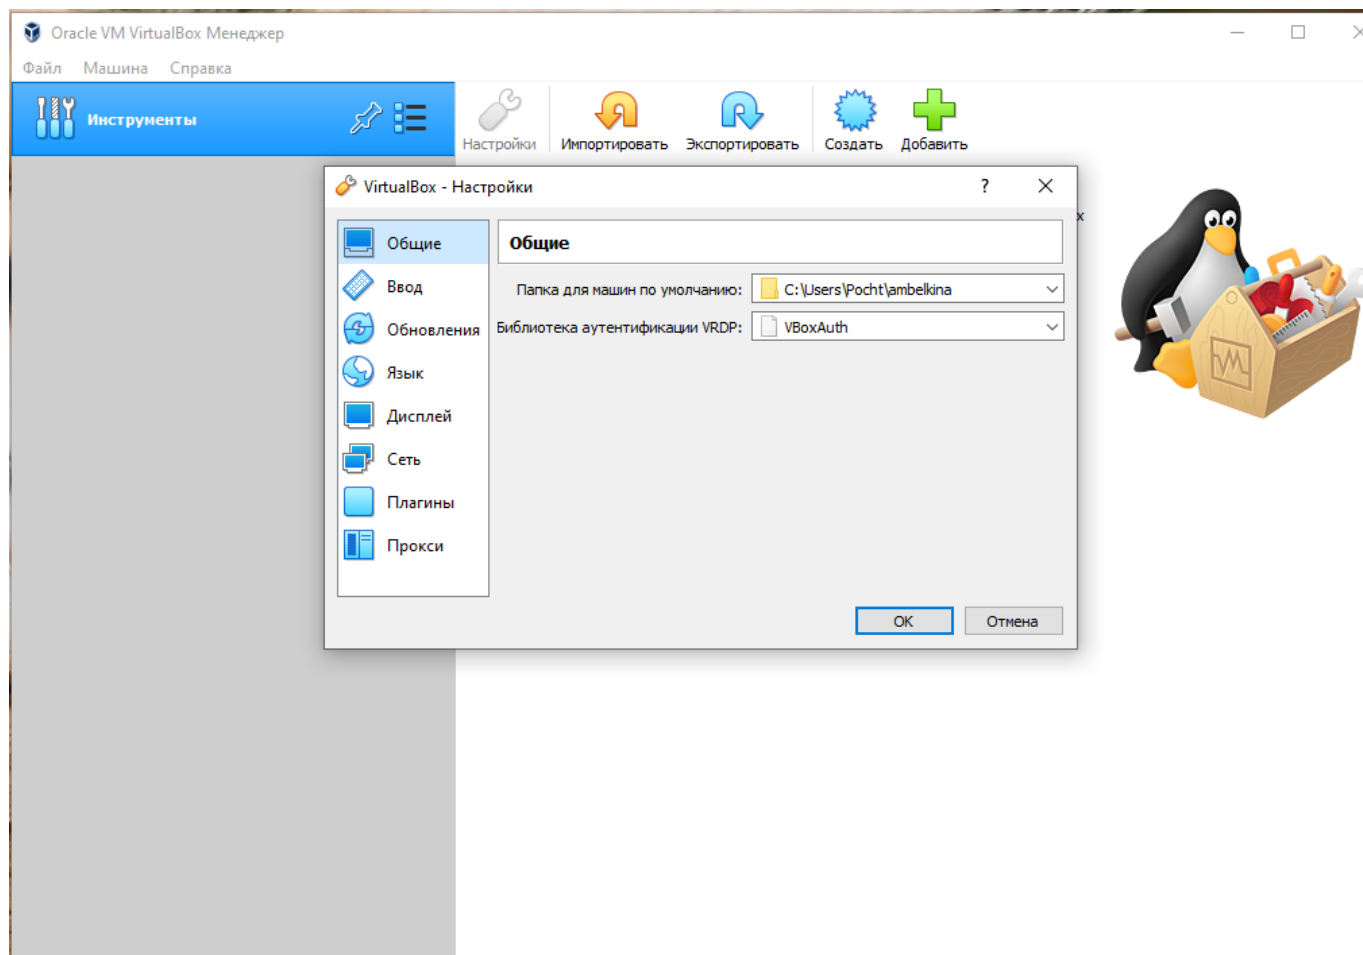 Oracle VM VirtualBox Менеджер
Файл Машина Справка
Инструменты
Настройки Импортировать Экспортировать Создать Добавить
VirtualBox - Настройки ?
х
Общие
Ввод
Обновления
Язык
Дисплей
Сеть
Плагины
Прокси
Общие
Папка для машин по умолчанию: C:\Users\Pocht\ambelkina
Библиотека аутентификации VRDP: VBoxAuth
OK Отмена